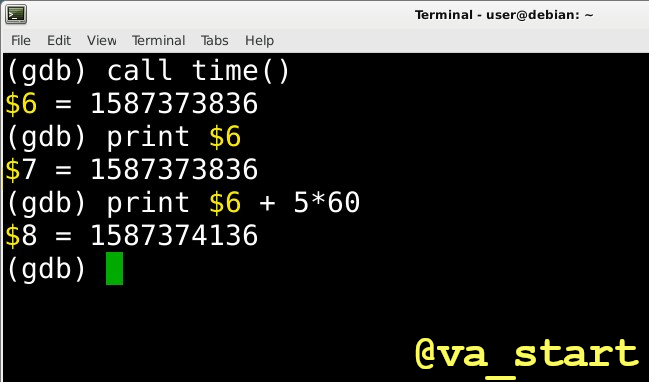 Terminal - user@debian: ~
File Edit View Terminal Tabs Help
(gdb) call time()
$6 = 1587373836
(gdb) print $6
$7 = 1587373836
(gdb) print $6 + 5*60
$8 = 1587374136
(gdb)
@va_start